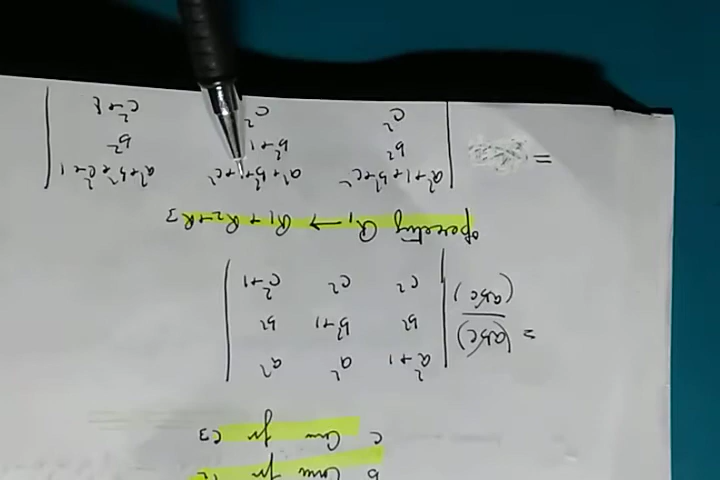 b Com fr
c Com fr C3
a²+1 a² a²
= (abc)/(abc) b² b²+1 b²
c² c² c²+1
operating R1 → R1 + R2 + R3
= a²+1+b²+c² a²+b²+1+c² a²+b²+c²+1
b² b²+1 b²
c² c² c²+1